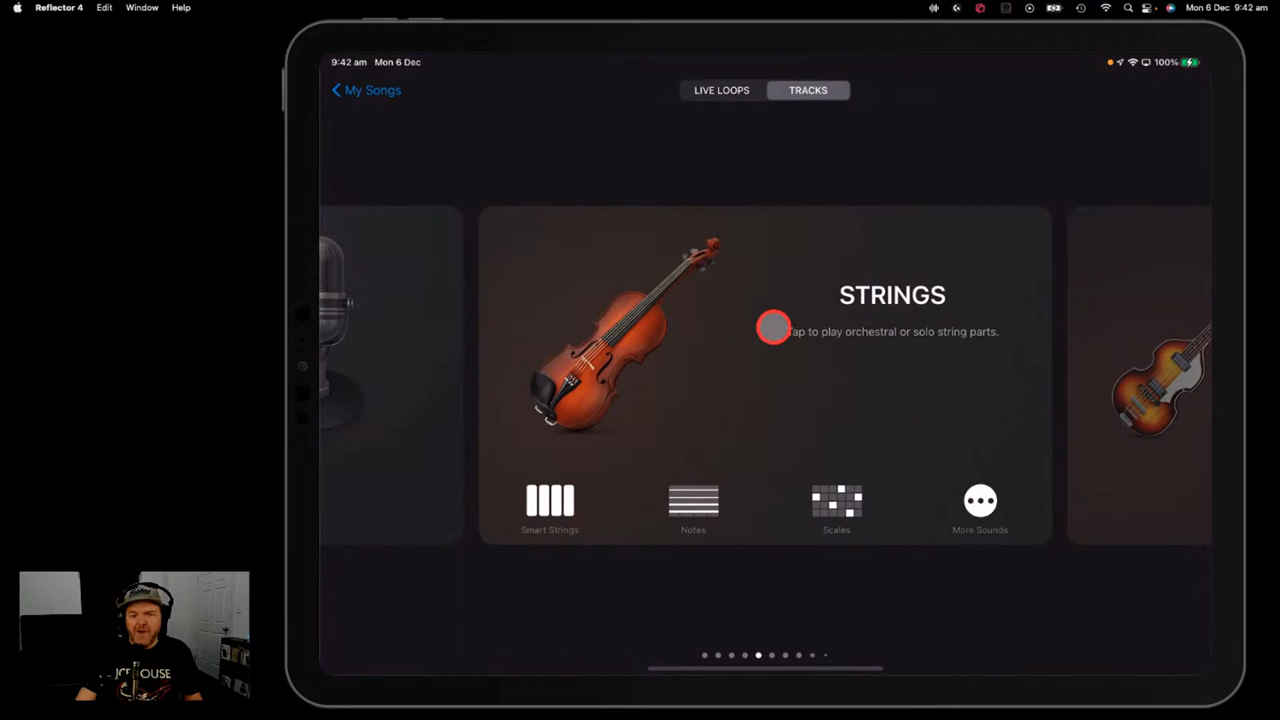 Reflector 4 Edit Window Help Mon 6 Dec 9:42 am
9:42 am Mon 6 Dec 100%
My Songs LIVE LOOPS TRACKS
STRINGS
Tap to play orchestral or solo string parts.
Smart Strings Notes Scales More Sounds